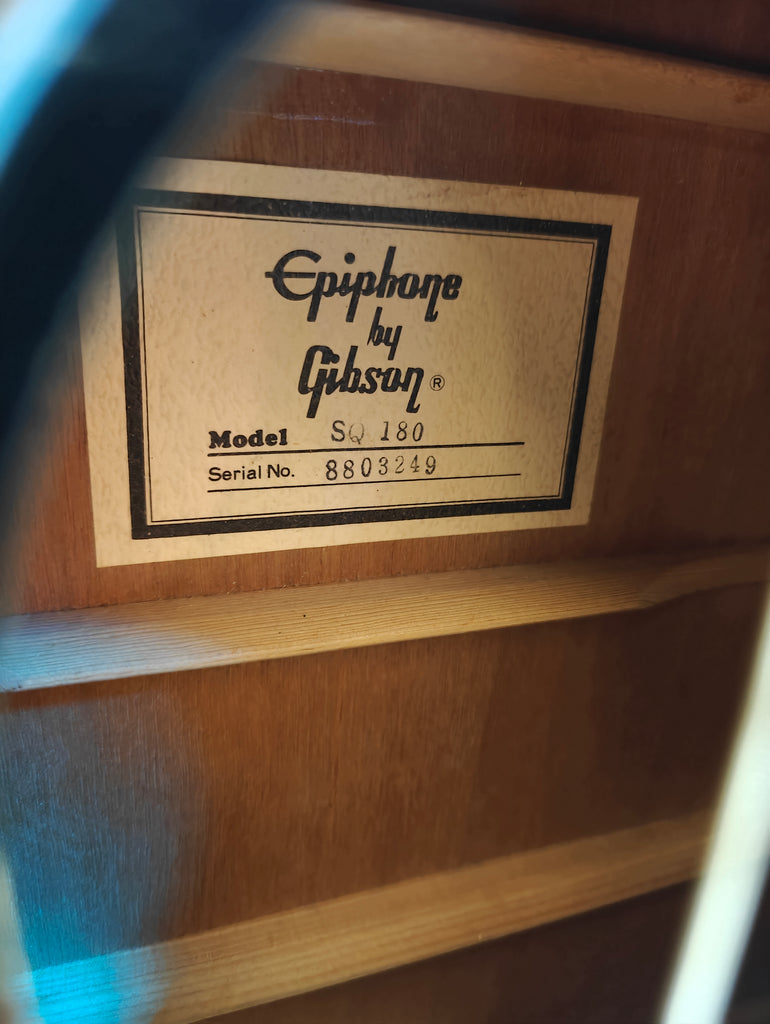 Epiphone
by
Gibson®
Model SQ 180
Serial No. 8803249